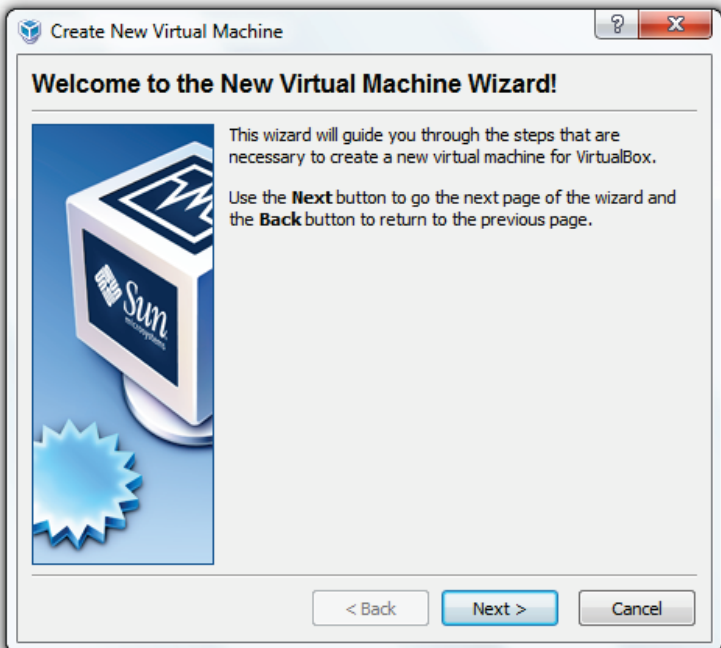 Create New Virtual Machine
Welcome to the New Virtual Machine Wizard!
This wizard will guide you through the steps that are
necessary to create a new virtual machine for VirtualBox.
Use the Next button to go the next page of the wizard and
the Back button to return to the previous page.
Sun
microsystems
< Back
Next >
Cancel